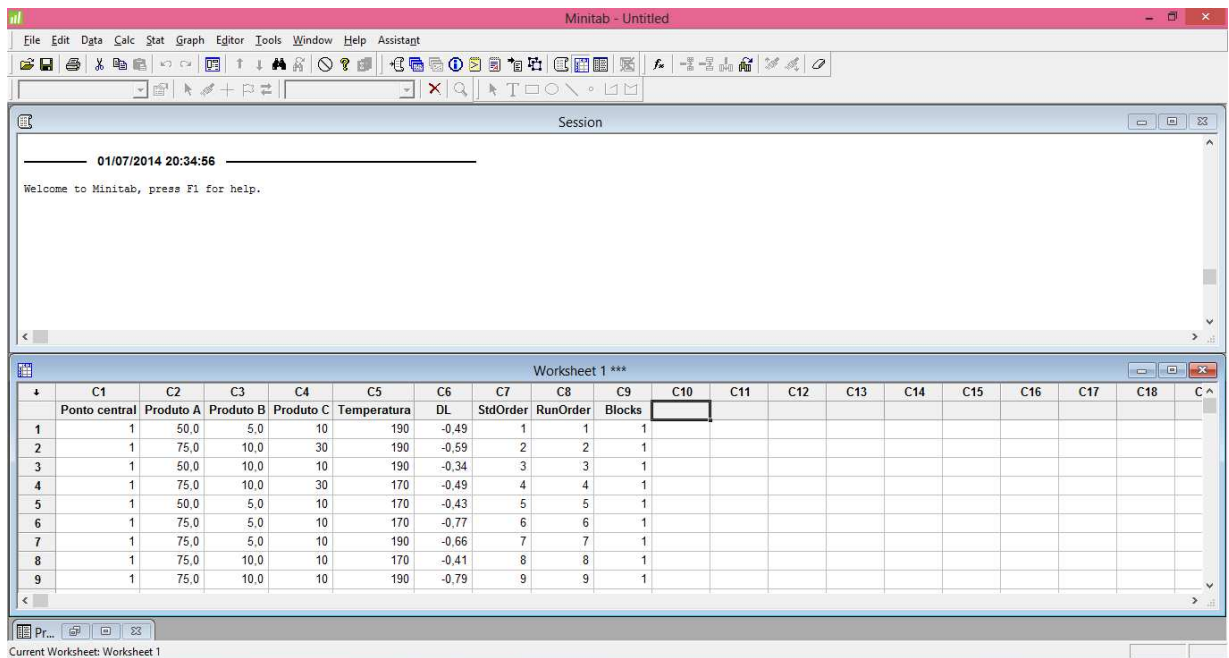 Minitab - Untitled
File Edit Data Calc Stat Graph Editor Tools Window Help Assistant
Session
01/07/2014 20:34:56
Welcome to Minitab, press F1 for help.
Worksheet 1 ***
C1 C2 C3 C4 C5 C6 C7 C8 C9 C10 C11 C12 C13 C14 C15 C16 C17 C18 C
Ponto central Produto A Produto B Produto C Temperatura DL StdOrder RunOrder Blocks
1 1 50,0 5,0 10 190 -0,49 1 1 1
2 1 75,0 10,0 30 190 -0,59 2 2 1
3 1 50,0 10,0 10 190 -0,34 3 3 1
4 1 75,0 10,0 30 170 -0,49 4 4 1
5 1 50,0 5,0 10 170 -0,43 5 5 1
6 1 75,0 5,0 10 170 -0,77 6 6 1
7 1 75,0 5,0 10 190 -0,66 7 7 1
8 1 75,0 10,0 10 170 -0,41 8 8 1
9 1 75,0 10,0 10 190 -0,79 9 9 1
Pr...
Current Worksheet: Worksheet 1